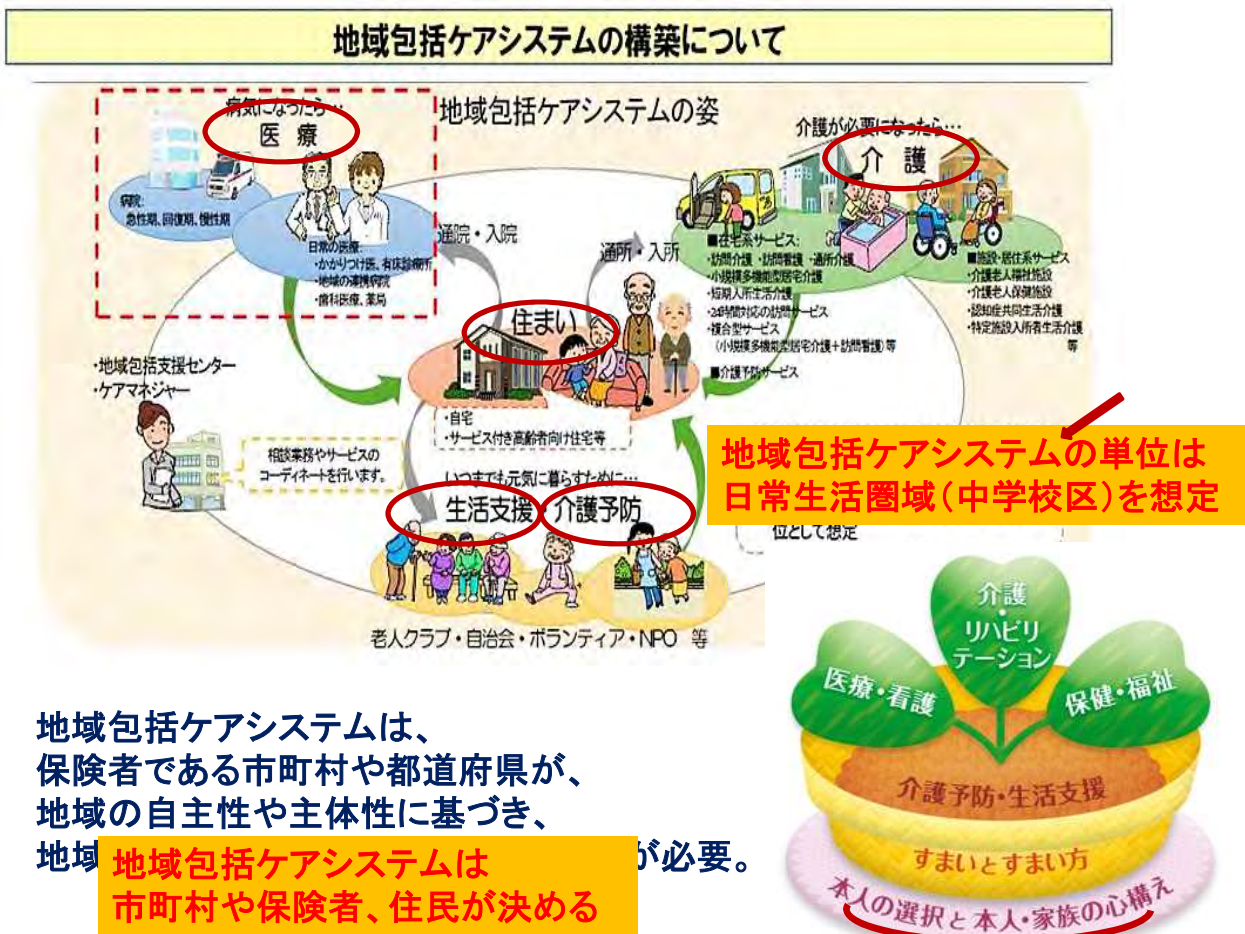 地域包括ケアシステムの構築について
地域包括ケアシステムの姿
病気になったら…
医 療
病院:
急性期、回復期、慢性期
日常の医療:
・かかりつけ医、有床診療所
・地域の連携病院
・歯科医療、薬局
通院・入院
通所・入所
介護が必要になったら…
介 護
■在宅系サービス:
・訪問介護 ・訪問看護 ・通所介護
・小規模多機能型居宅介護
・短期入所生活介護
・24時間対応の訪問サービス
・複合型サービス
(小規模多機能型居宅介護+訪問看護)等
■介護予防サービス
■施設・居住系サービス
・介護老人福祉施設
・介護老人保健施設
・認知症共同生活介護
・特定施設入所者生活介護
等
住まい
・自宅
・サービス付き高齢者向け住宅等
・地域包括支援センター
・ケアマネジャー
相談業務やサービスの
コーディネートを行います。
いつまでも元気に暮らすために…
生活支援・介護予防
老人クラブ・自治会・ボランティア・NPO 等
地域包括ケアシステムの単位は
日常生活圏域(中学校区)を想定
位として想定
介護
・
リハビリ
テーション
医療・看護
保健・福祉
介護予防・生活支援
すまいとすまい方
本人の選択と本人・家族の心構え
地域包括ケアシステムは、
保険者である市町村や都道府県が、
地域の自主性や主体性に基づき、
地域
が必要。
地域包括ケアシステムは
市町村や保険者、住民が決める